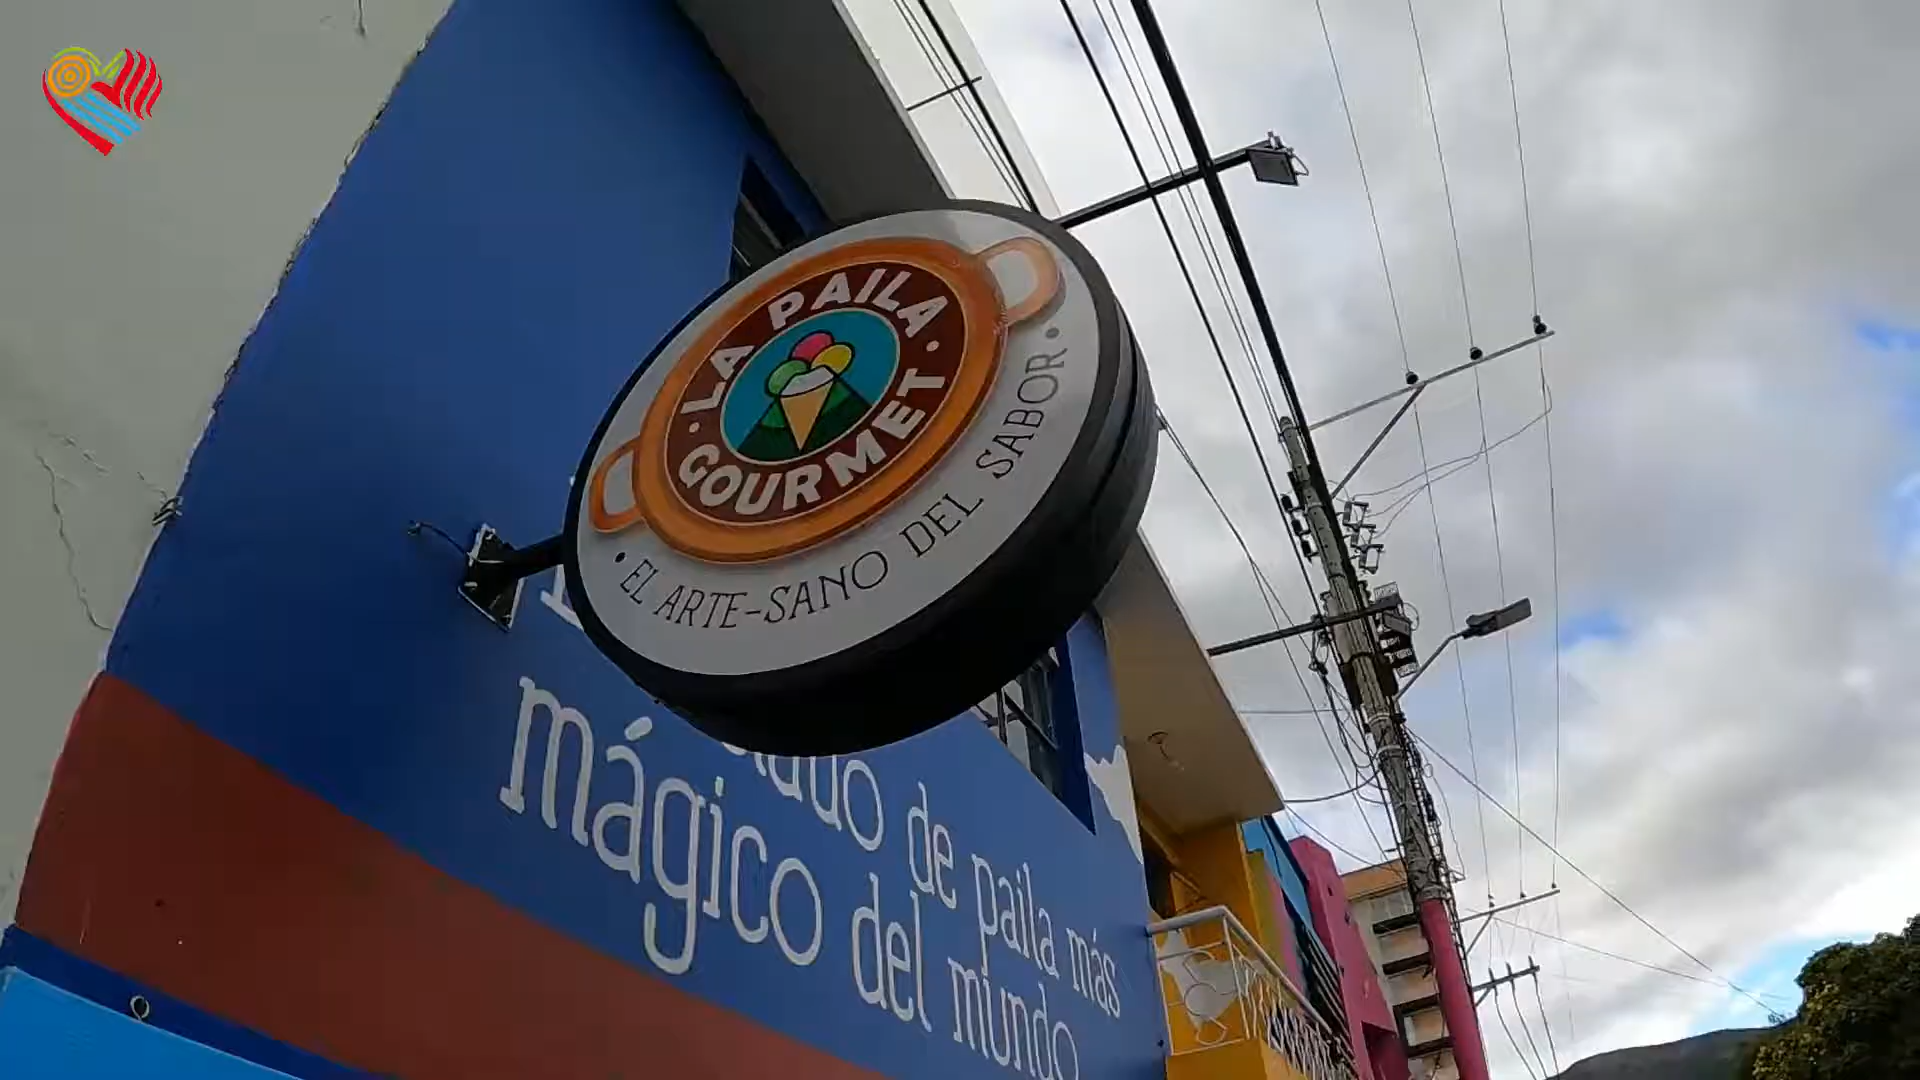 LA PAILA
GOURMET
EL ARTE-SANO DEL SABOR
de paila más
mágico del mundo